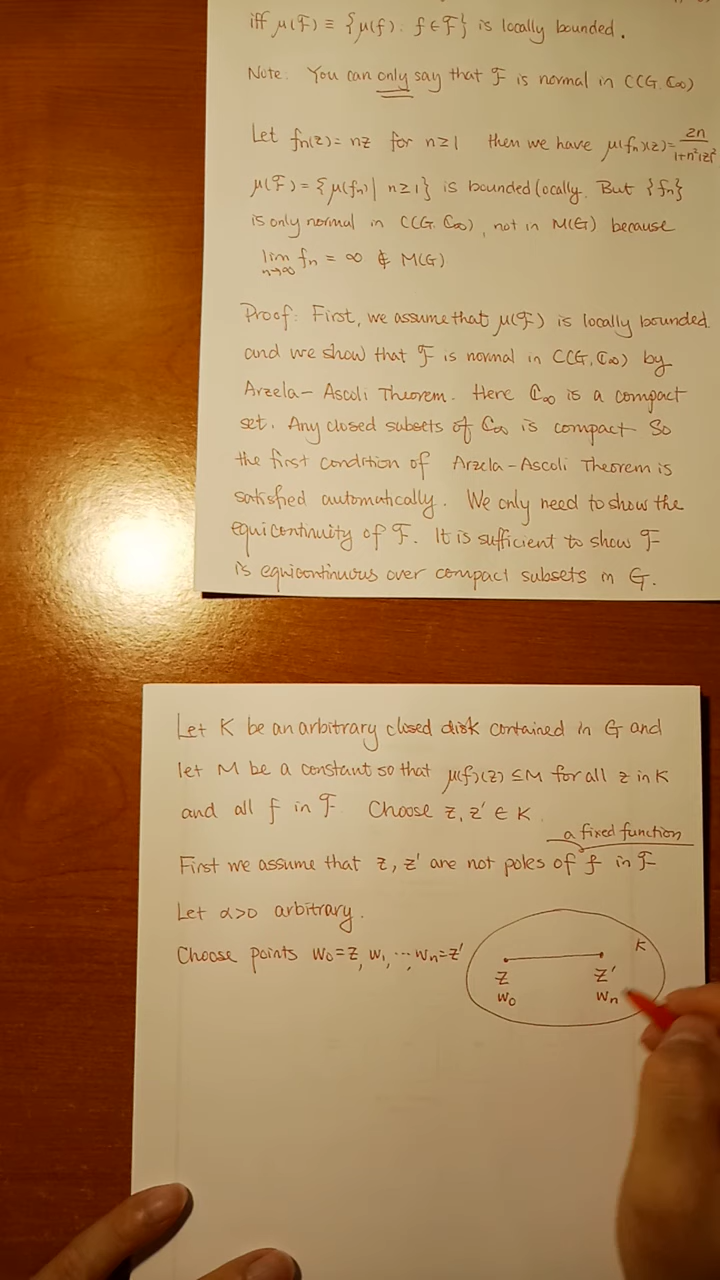 iff μ(F) ≡ {μ(f): f ∈ F} is locally bounded.
Note: You can only say that F is normal in C(G, C∞)
Let fn(z) = nz for n ≥ 1 then we have μ(fn)(z) = 2n / 1+n²|z|²
μ(F) = {μ(fn) | n ≥ 1} is bounded locally. But {fn}
is only normal in C(G, C∞), not in M(G) because
lim n→∞ fn = ∞ ∉ M(G)
Proof: First, we assume that μ(F) is locally bounded.
and we show that F is normal in C(G, C∞) by
Arzela-Ascoli Theorem. Here C∞ is a compact
set. Any closed subsets of C∞ is compact So
the first condition of Arzela-Ascoli Theorem is
satisfied automatically. We only need to show the
equicontinuity of F. It is sufficient to show F
is equicontinuous over compact subsets in G.
Let K be an arbitrary closed disk contained in G and
let M be a constant so that μ(f)(z) ≤ M for all z in K
and all f in F. Choose z, z' ∈ K.
a fixed function
First we assume that z, z' are not poles of f in F
Let α>0 arbitrary.
Choose points w0=z, w1, ..., wn=z'
K
z z'
w0 wn